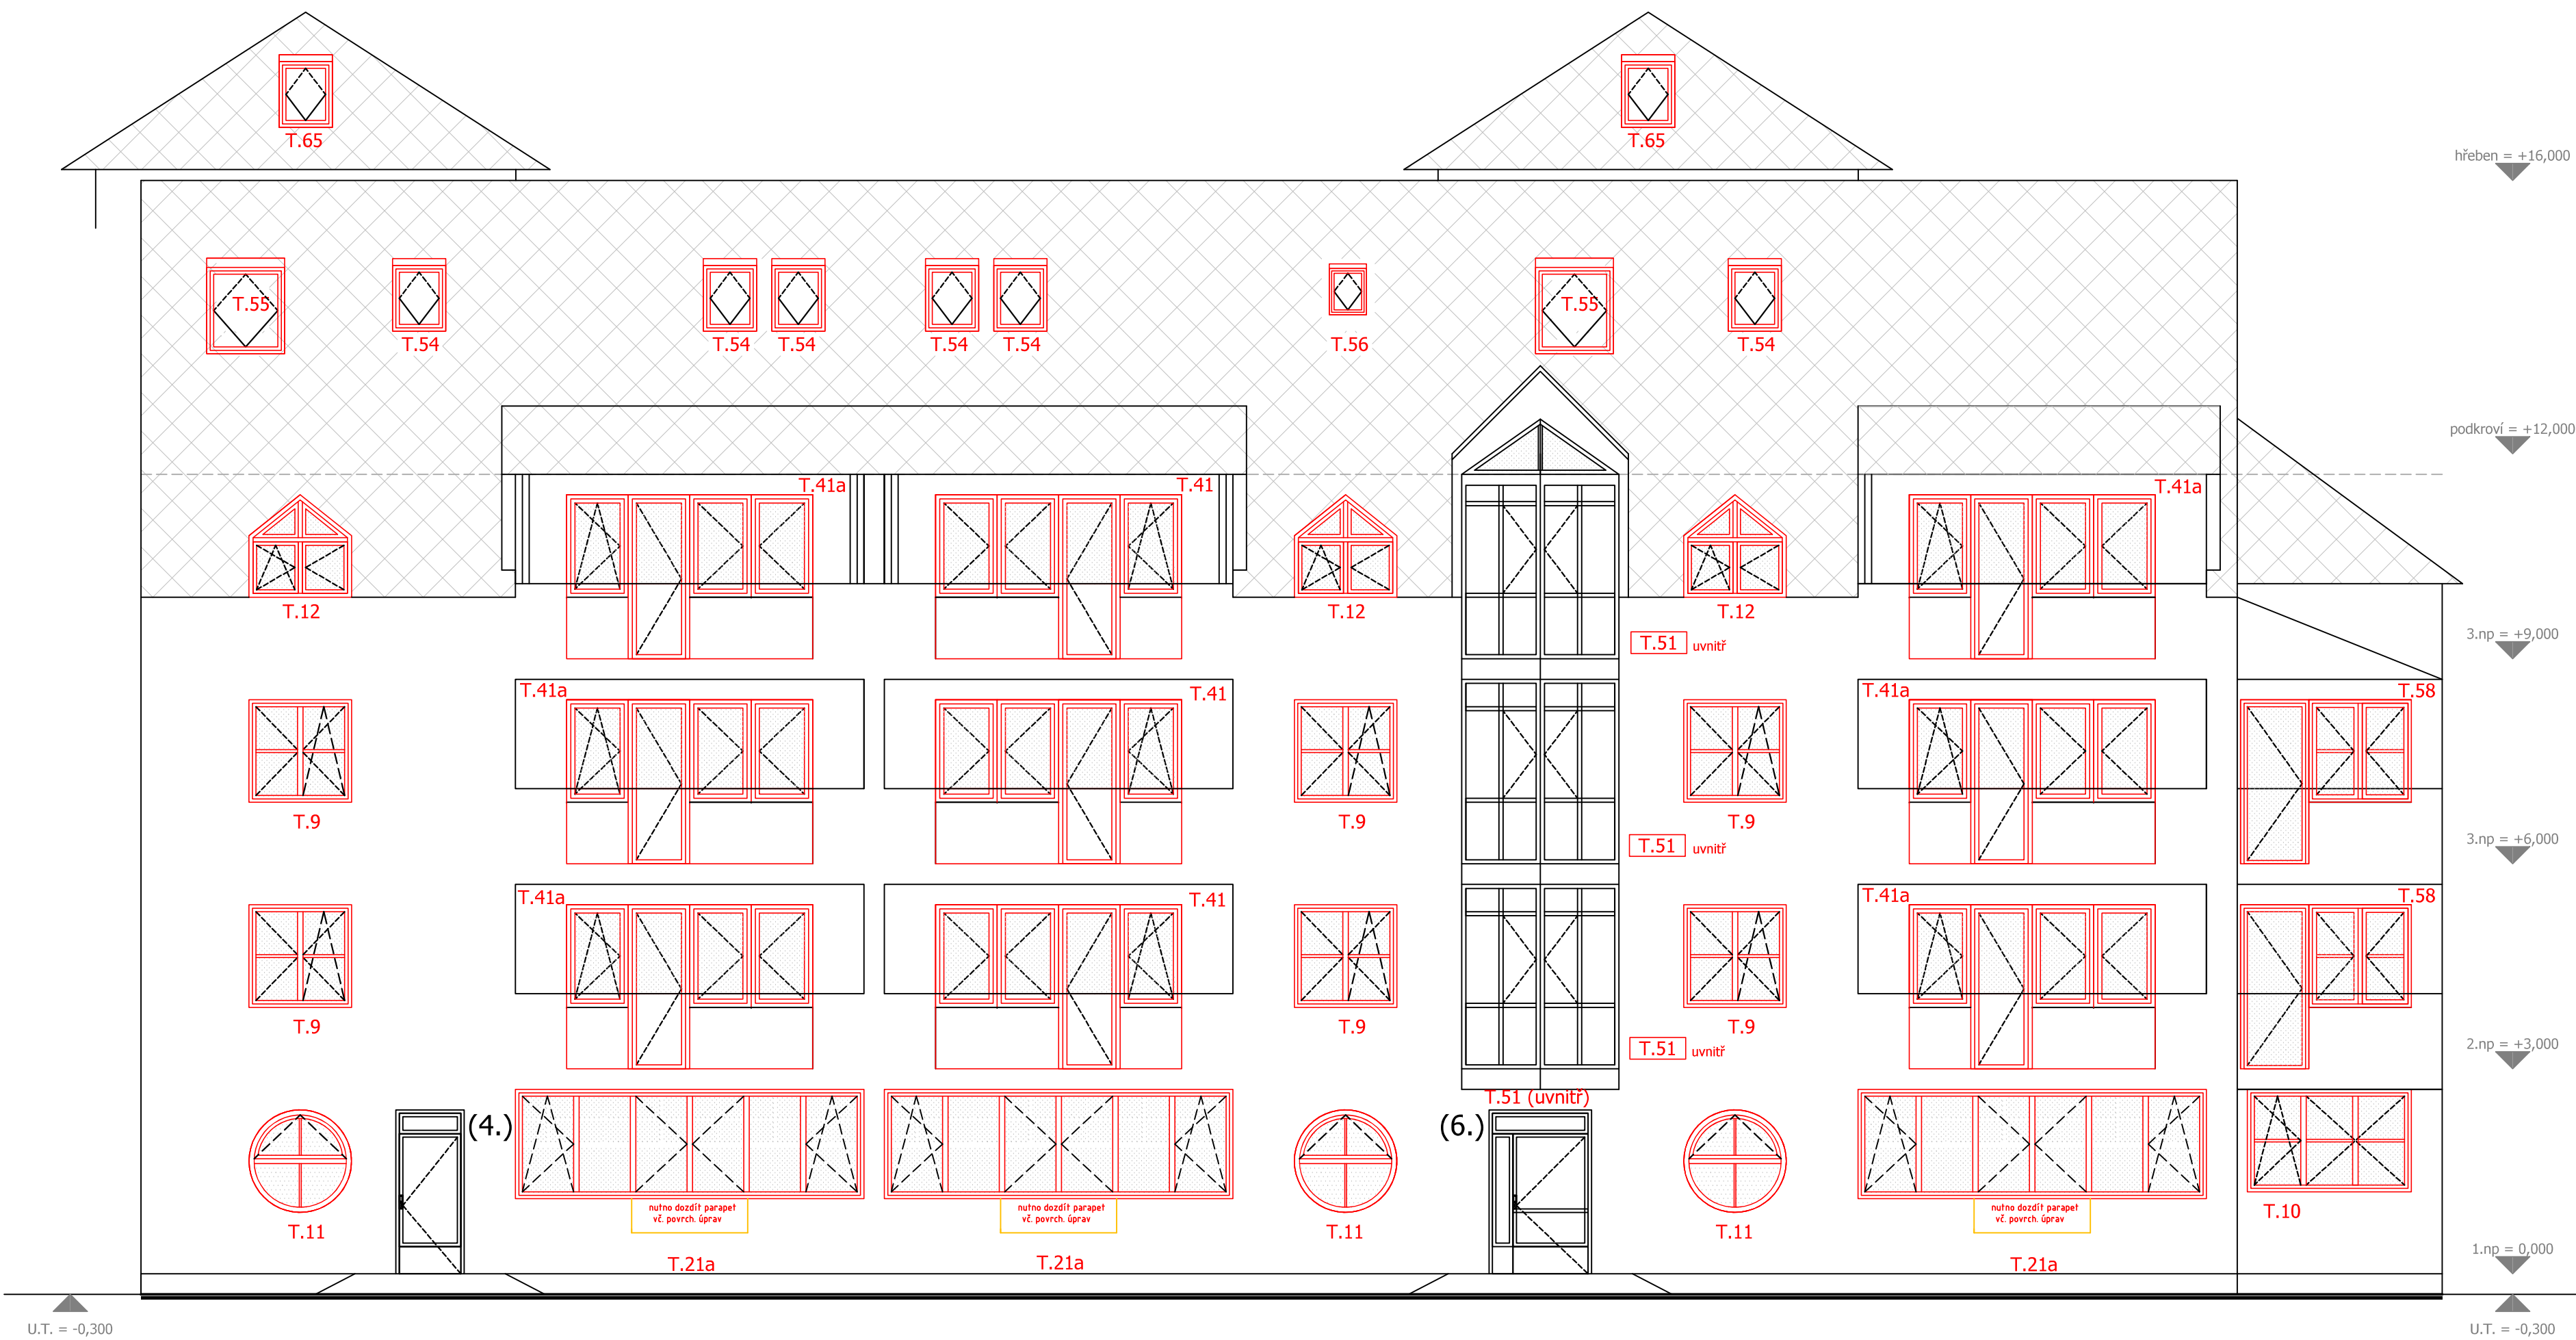 T.65
T.65
hřeben = +16,000
T.55
T.55
T.54
T.54
T.54
T.54
T.54
T.56
T.54
podkroví = +12,000
T.41a
T.41
T.41a
T.12
T.12
T.12
3.np = +9,000
T.51 uvnitř
T.41a
T.41
T.41a
T.58
T.9
T.9
T.9
3.np = +6,000
T.51 uvnitř
T.41a
T.41
T.41a
T.58
T.9
T.9
T.9
2.np = +3,000
T.51 uvnitř
T.51 (uvnitř)
(4.)
(6.)
nutno dozdít parapet
vč. povrch. úprav
nutno dozdít parapet
vč. povrch. úprav
nutno dozdít parapet
vč. povrch. úprav
T.10
T.11
T.11
T.11
1.np = 0,000
T.21a
T.21a
T.21a
U.T. = -0,300
U.T. = -0,300